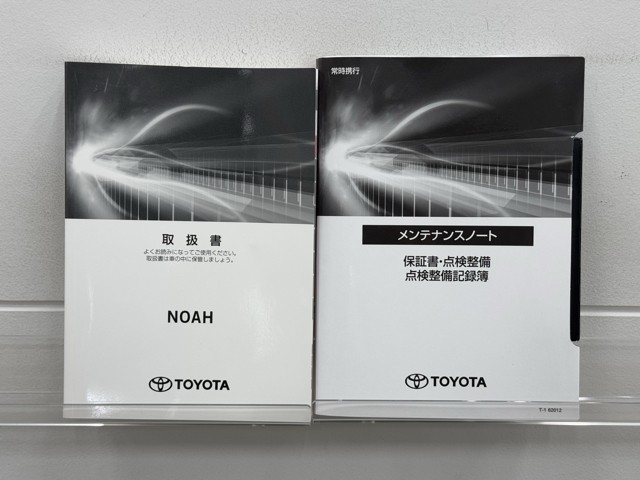 取扱書
よくお読みになってご使用ください。
取扱書は車の中に保管しましょう。
NOAH
TOYOTA
常時携行
メンテナンスノート
保証書・点検整備
点検整備記録簿
TOYOTA
T-1 62012